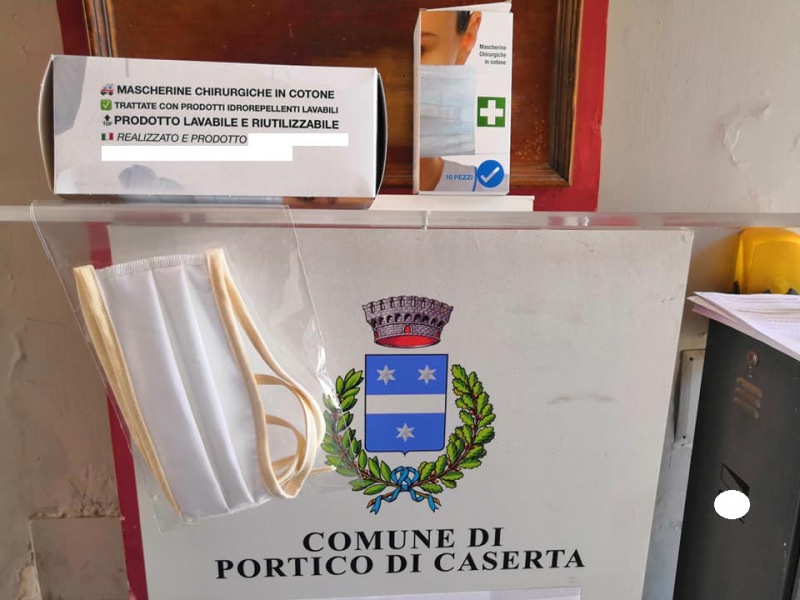 MASCHERINE CHIRURGICHE IN COTONE
TRATTATE CON PRODOTTI IDROREPELLENTI LAVABILI
TOP PRODOTTO LAVABILE E RIUTILIZZABILE
REALIZZATO E PRODOTTO
Mascherine
Chirurgiche
in cotone
10 PEZZI
COMUNE DI
PORTICO DI CASERTA